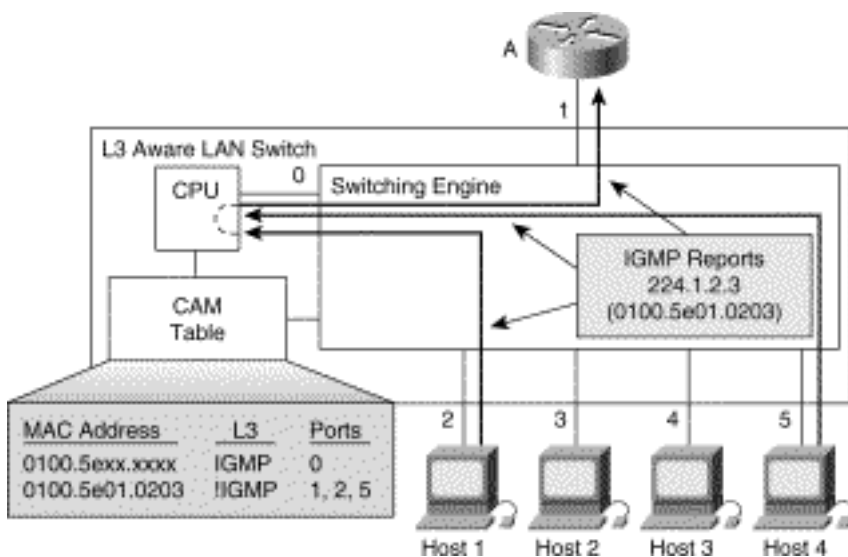 A
1
L3 Aware LAN Switch
0
CPU
Switching Engine
IGMP Reports
224.1.2.3
(0100.5e01.0203)
CAM
Table
2
3
4
5
MAC Address L3 Ports
0100.5exx.xxxx IGMP 0
0100.5e01.0203 !IGMP 1, 2, 5
Host 1
Host 2
Host 3
Host 4